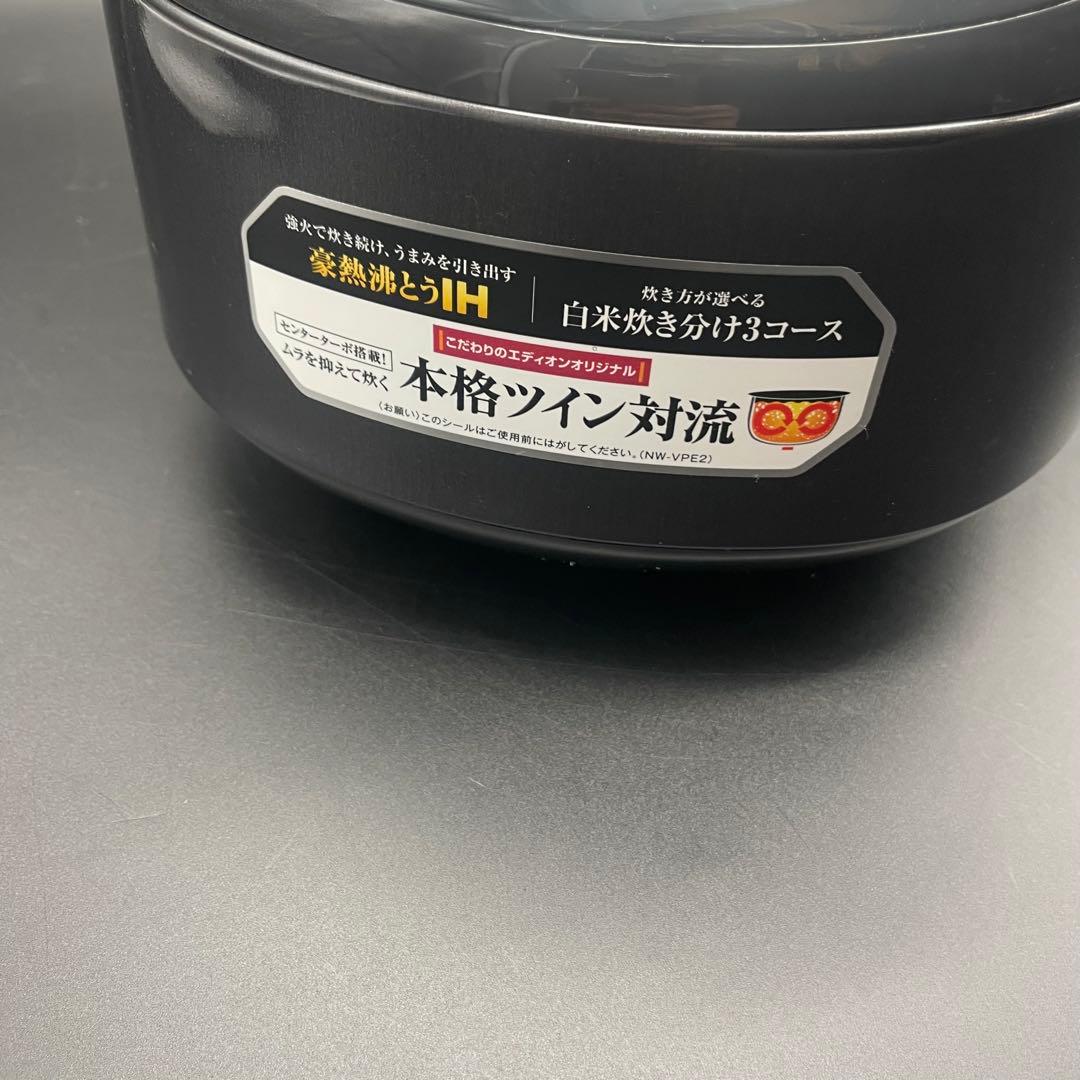 強火で炊き続け、うまみを引き出す
豪熱沸とうIH
炊き方が選べる
白米炊き分け3コース
こだわりのエディオンオリジナル
センターターボ搭載!
ムラを抑えて炊く
本格ツイン対流
〈お願い〉このシールはご使用前にはがしてください。(NW-VPE2)